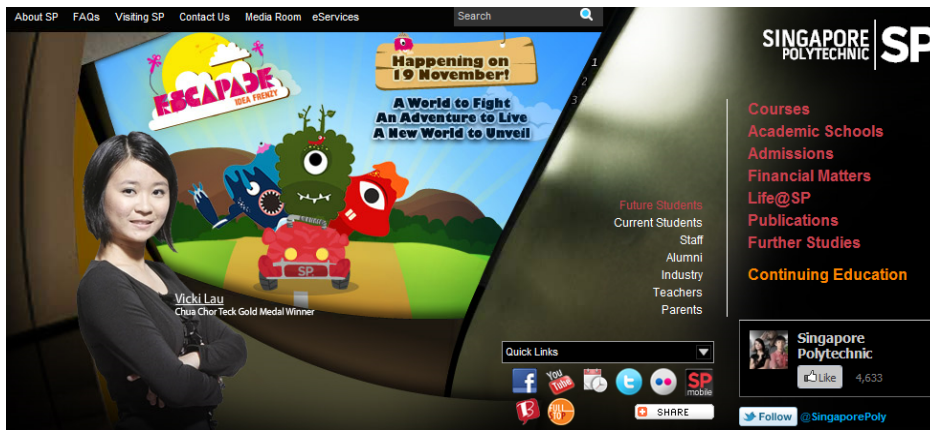 About SP FAQs Visiting SP Contact Us Media Room eServices
Search
SINGAPORE
POLYTECHNIC
SP
ESCAPADE
IDEA FRENZY
Happening on
19 November!
A World to Fight
An Adventure to Live
A New World to Unveil
1
2
3
SP
Vicki Lau
Chua Chor Teck Gold Medal Winner
Future Students
Current Students
Staff
Alumni
Industry
Teachers
Parents
Courses
Academic Schools
Admissions
Financial Matters
Life@SP
Publications
Further Studies
Continuing Education
Quick Links
You
Tube
SP
mobile
SHARE
Singapore
Polytechnic
Like 4,633
Follow @SingaporePoly